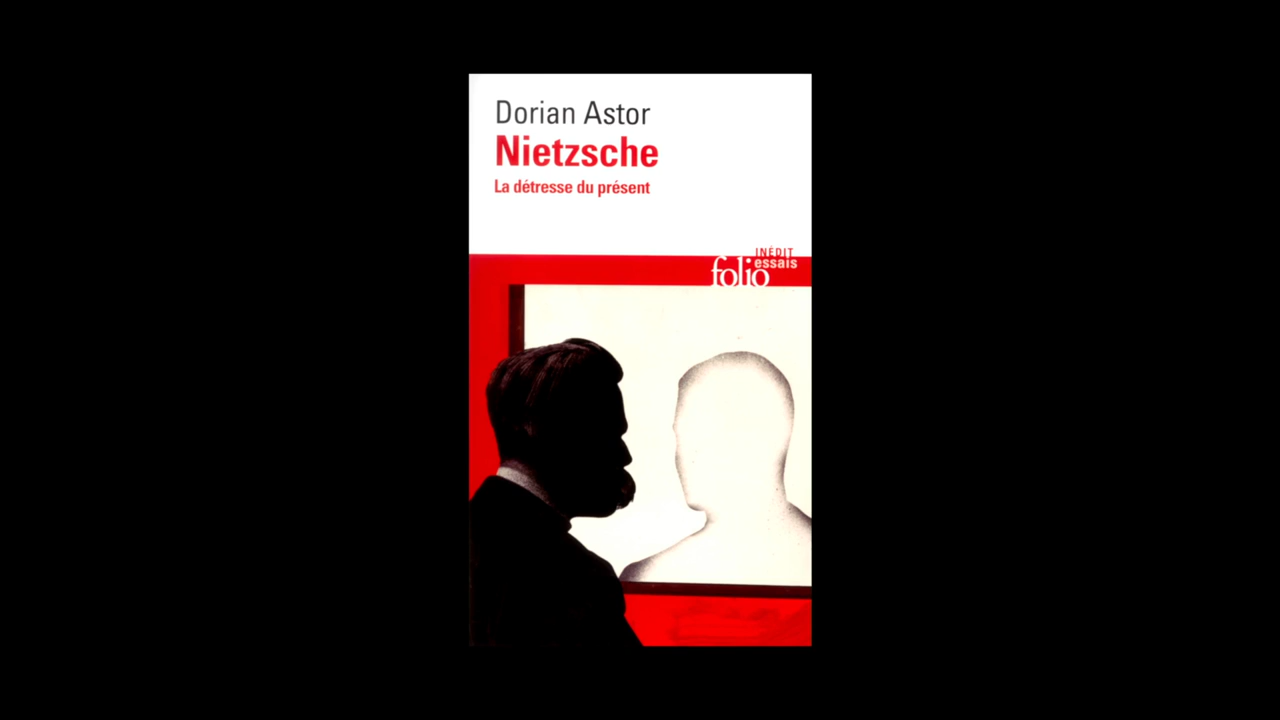 Dorian Astor
Nietzsche
La détresse du présent
INÉDIT
essais
folio